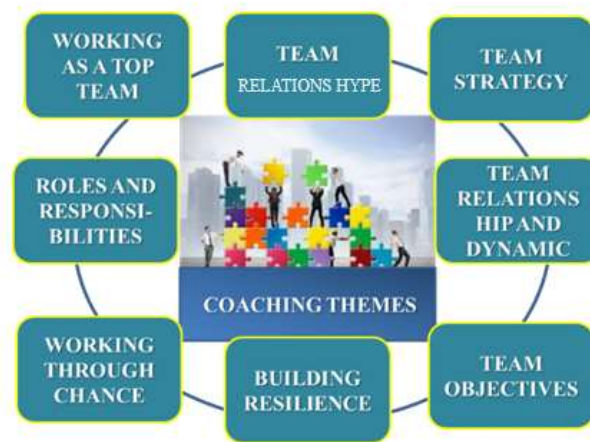 WORKING
AS A TOP
TEAM
TEAM
RELATIONS HYPE
TEAM
STRATEGY
ROLES AND
RESPONSI-
BILITIES
TEAM
RELATIONS
HIP AND
DYNAMIC
COACHING THEMES
WORKING
THROUGH
CHANCE
BUILDING
RESILIENCE
TEAM
OBJECTIVES